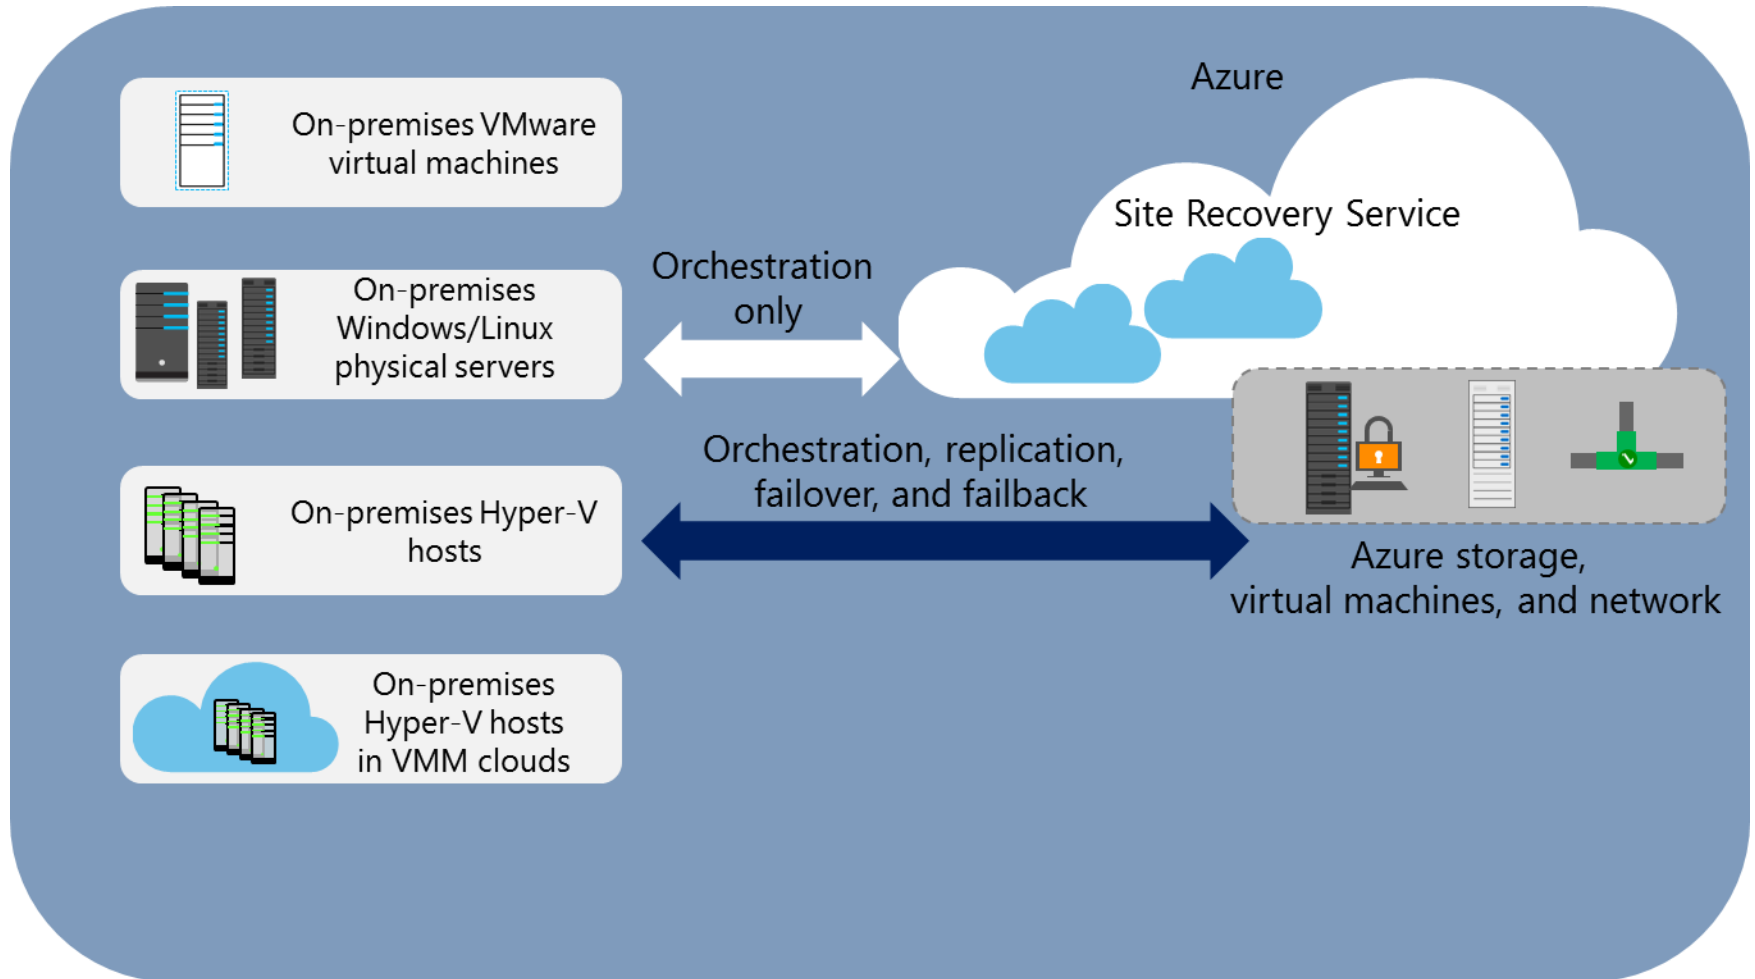 On-premises VMware
virtual machines
On-premises
Windows/Linux
physical servers
On-premises Hyper-V
hosts
On-premises
Hyper-V hosts
in VMM clouds
Orchestration
only
Orchestration, replication,
failover, and failback
Azure
Site Recovery Service
Azure storage,
virtual machines, and network